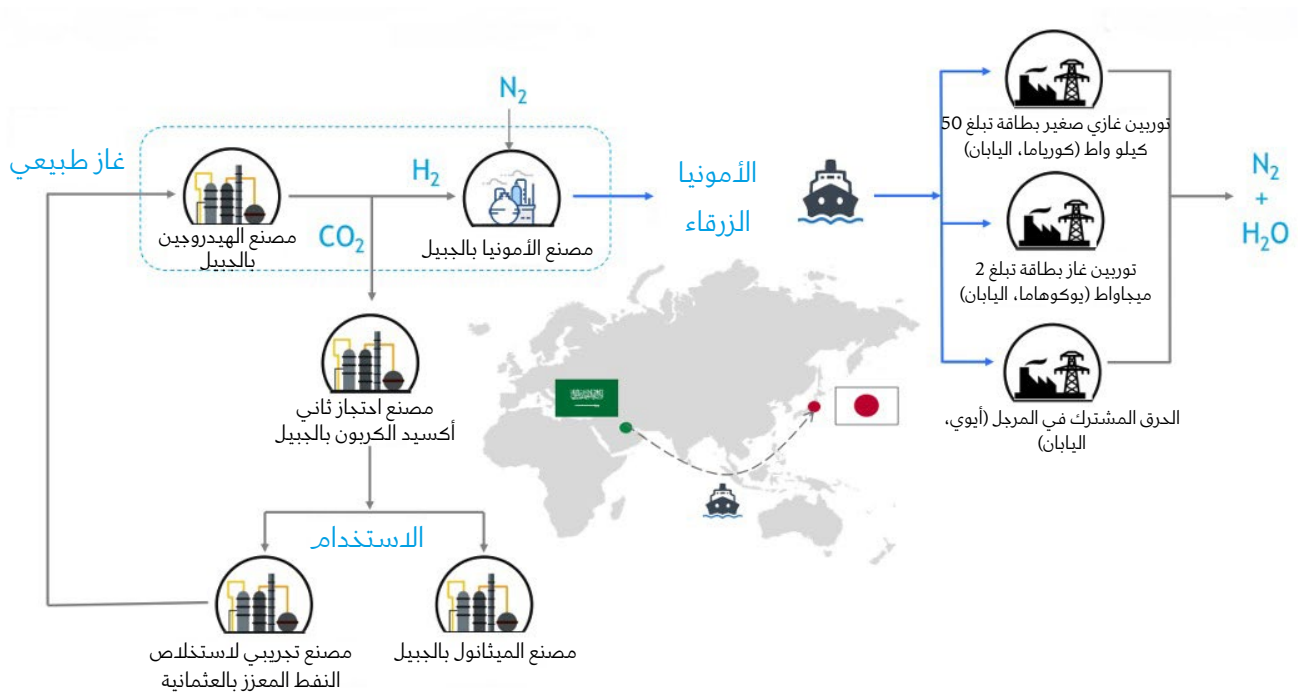 N₂
غاز طبيعي
H₂
مصنع الهيدروجين
بالجبيل
CO₂
مصنع الأمونيا بالجبيل
الأمونيا
الزرقاء
توربين غازي صغير بطاقة تبلغ 50
كيلو واط (كورياما، اليابان)
توربين غاز بطاقة تبلغ 2
ميجاواط (يوكوهاما، اليابان)
الحرق المشترك في المرجل (أيوي،
اليابان)
N₂
+
H₂O
مصنع احتجاز ثاني
أكسيد الكربون بالجبيل
الاستخدام
مصنع الميثانول بالجبيل
مصنع تجريبي لاستخلاص
النفط المعزز بالعثمانية